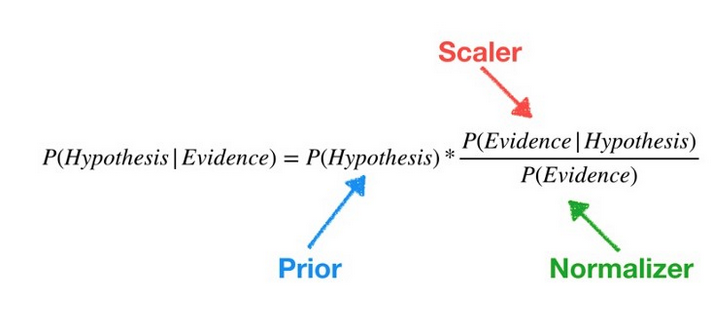 Scaler
P(Hypothesis | Evidence) = P(Hypothesis) * P(Evidence | Hypothesis)
P(Evidence)
Prior
Normalizer